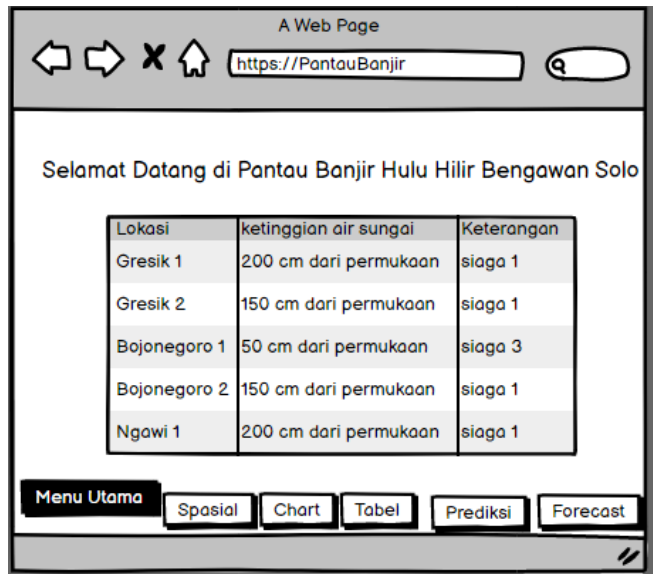 A Web Page
https://PantauBanjir
Selamat Datang di Pantau Banjir Hulu Hilir Bengawan Solo
Lokasi ketinggian air sungai Keterangan
Gresik 1 200 cm dari permukaan siaga 1
Gresik 2 150 cm dari permukaan siaga 1
Bojonegoro 1 50 cm dari permukaan siaga 3
Bojonegoro 2 150 cm dari permukaan siaga 1
Ngawi 1 200 cm dari permukaan siaga 1
Menu Utama Spasial Chart Tabel Prediksi Forecast